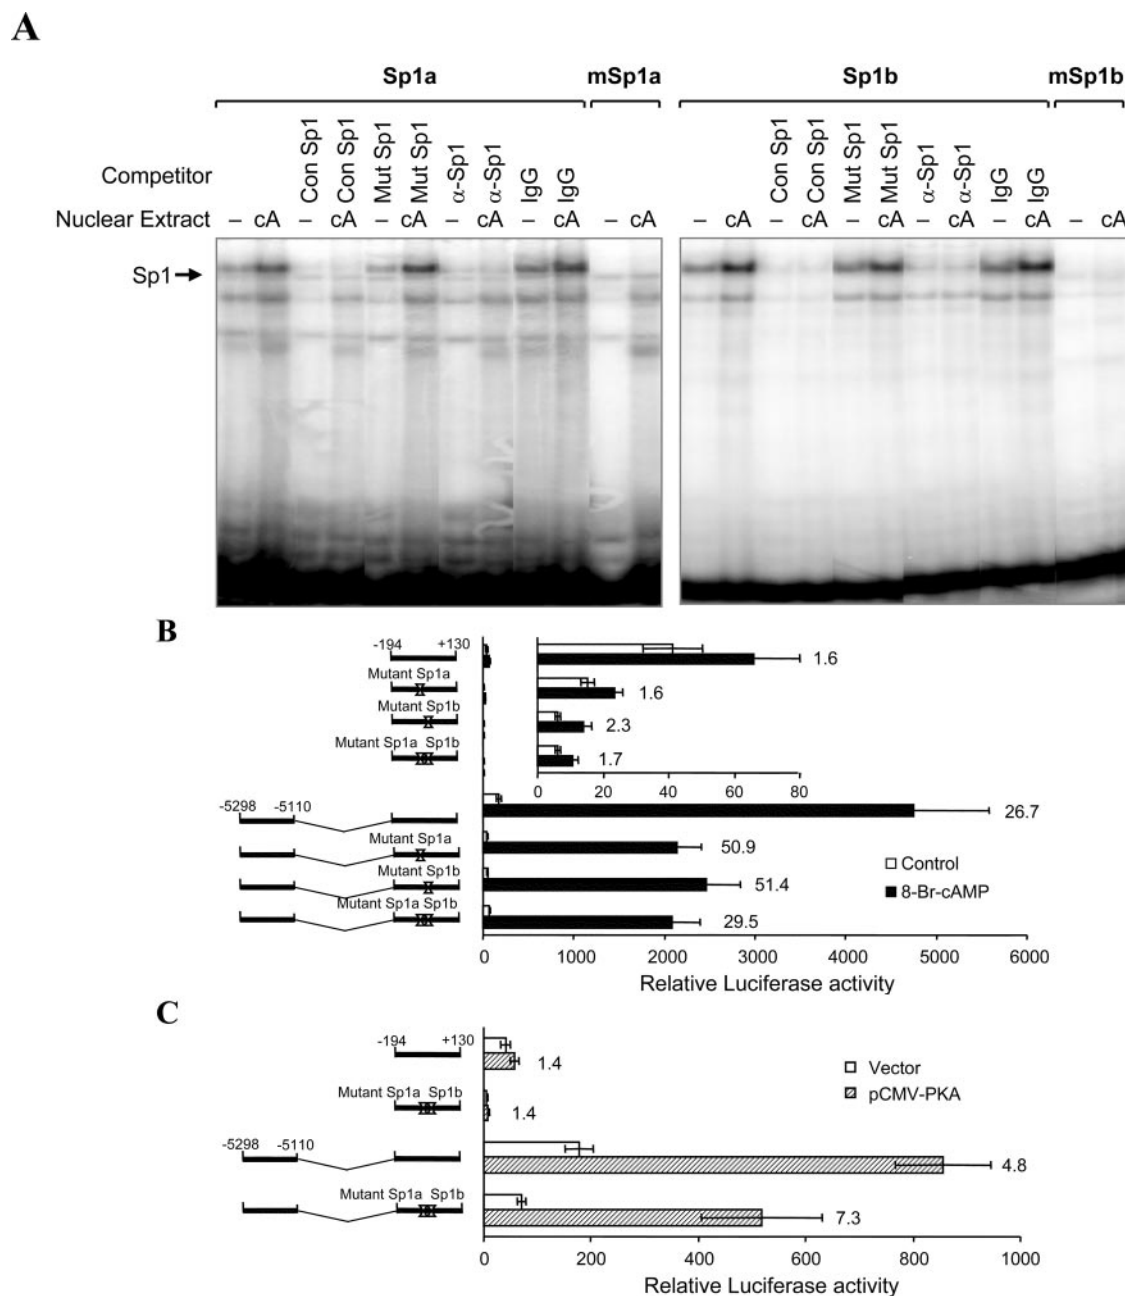 A
Sp1a mSp1a Sp1b mSp1b
Competitor Con Sp1 Con Sp1 Mut Sp1 Mut Sp1 α-Sp1 α-Sp1 IgG IgG Con Sp1 Con Sp1 Mut Sp1 Mut Sp1 α-Sp1 α-Sp1 IgG IgG
Nuclear Extract – cA – cA – cA – cA – cA – cA – cA – cA – cA – cA – cA – cA
Sp1
B
-194 +130
1.6
Mutant Sp1a
1.6
Mutant Sp1b
2.3
Mutant Sp1a Sp1b
1.7
0 20 40 60 80
-5298 -5110
26.7
Mutant Sp1a
50.9
Control
Mutant Sp1b
51.4
8-Br-cAMP
Mutant Sp1a Sp1b
29.5
0 1000 2000 3000 4000 5000 6000
Relative Luciferase activity
C
-194 +130
1.4
Vector
Mutant Sp1a Sp1b
1.4
pCMV-PKA
-5298 -5110
4.8
Mutant Sp1a Sp1b
7.3
0 200 400 600 800 1000
Relative Luciferase activity